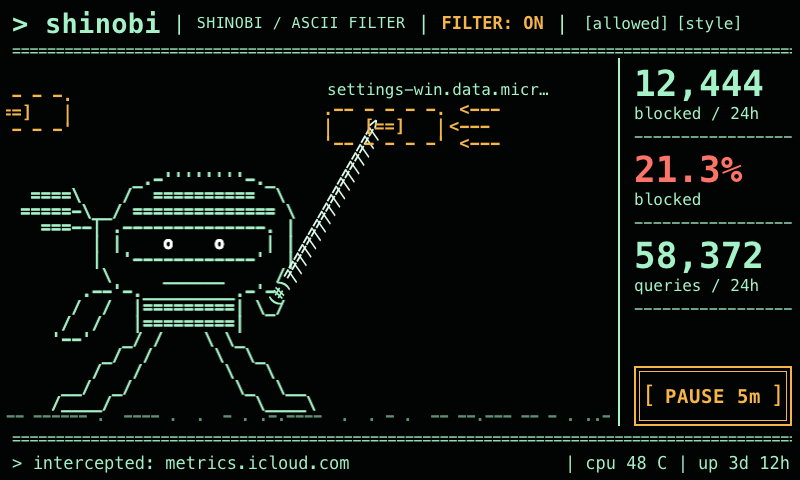 > shinobi | SHINOBI / ASCII FILTER | FILTER: ON | [allowed] [style]
settings-win.data.micr…
12,444
blocked / 24h
21.3%
blocked
58,372
queries / 24h
[ PAUSE 5m ]
> intercepted: metrics.icloud.com | cpu 48 C | up 3d 12h